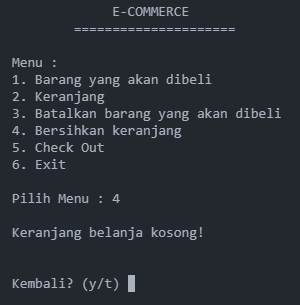 E-COMMERCE
=====================
Menu :
1. Barang yang akan dibeli
2. Keranjang
3. Batalkan barang yang akan dibeli
4. Bersihkan keranjang
5. Check Out
6. Exit
Pilih Menu : 4
Keranjang belanja kosong!
Kembali? (y/t)